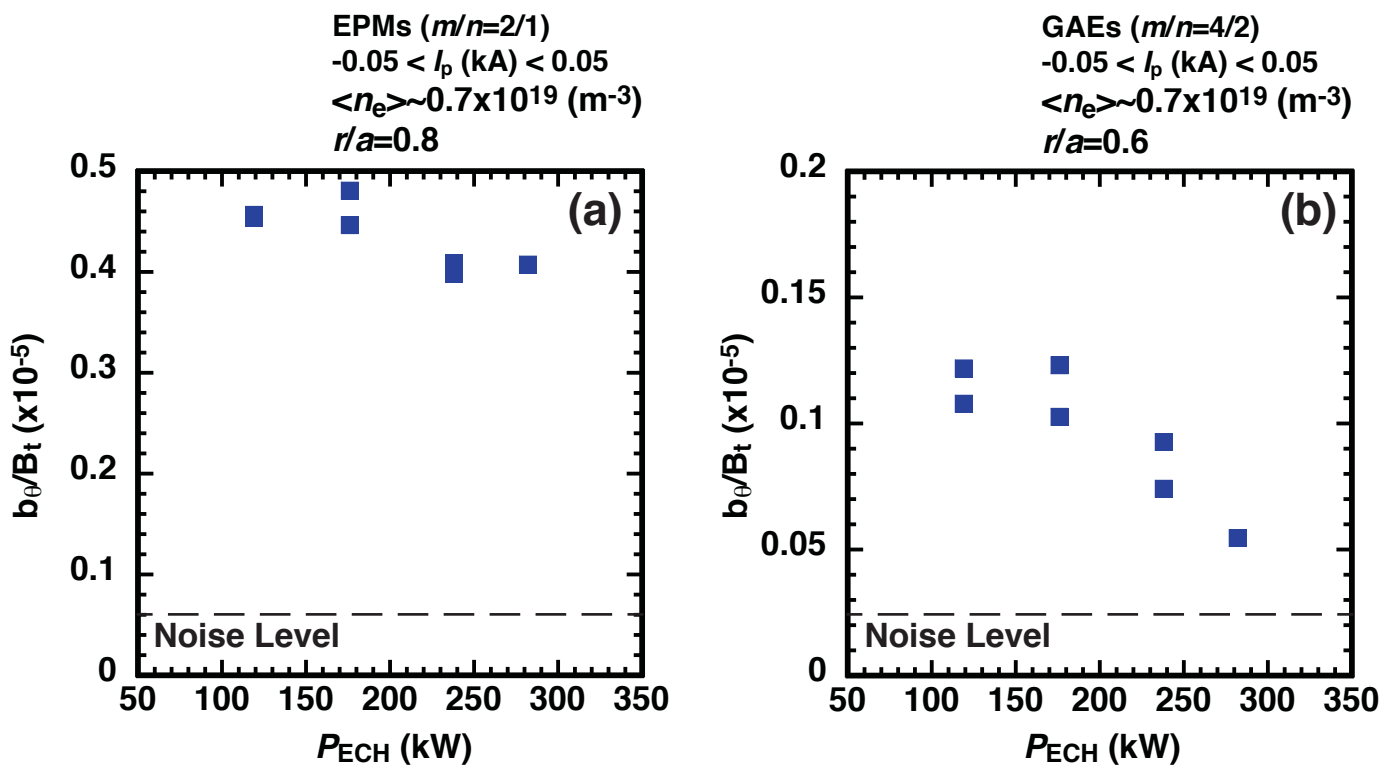 EPMs (m/n=2/1)
-0.05 < Ip (kA) < 0.05
<ne>~0.7x10¹⁹ (m⁻³)
r/a=0.8
0.5
0.4
0.3
0.2
0.1
0
bθ/Bt (x10⁻⁵)
(a)
Noise Level
50 100 150 200 250 300 350
PECH (kW)
GAEs (m/n=4/2)
-0.05 < Ip (kA) < 0.05
<ne>~0.7x10¹⁹ (m⁻³)
r/a=0.6
0.2
0.15
0.1
0.05
0
bθ/Bt (x10⁻⁵)
(b)
Noise Level
50 100 150 200 250 300 350
PECH (kW)